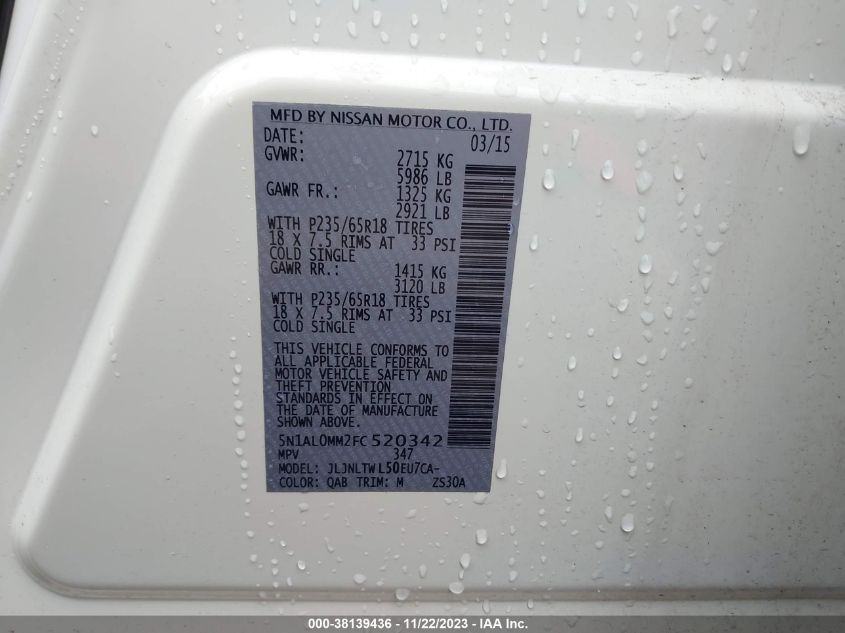 MFD BY NISSAN MOTOR CO., LTD.
DATE: 03/15
GVWR: 2715 KG
5986 LB
GAWR FR.: 1325 KG
2921 LB
WITH P235/65R18 TIRES
18 X 7.5 RIMS AT 33 PSI
COLD SINGLE
GAWR RR.: 1415 KG
3120 LB
WITH P235/65R18 TIRES
18 X 7.5 RIMS AT 33 PSI
COLD SINGLE
THIS VEHICLE CONFORMS TO
ALL APPLICABLE FEDERAL
MOTOR VEHICLE SAFETY AND
THEFT PREVENTION
STANDARDS IN EFFECT ON
THE DATE OF MANUFACTURE
SHOWN ABOVE.
5N1AL0MM2FC 520342
MPV 347
MODEL: JLJNLTW L50EU7CA-
COLOR: QAB TRIM: M ZS30A
000-38139436 - 11/22/2023 - IAA Inc.